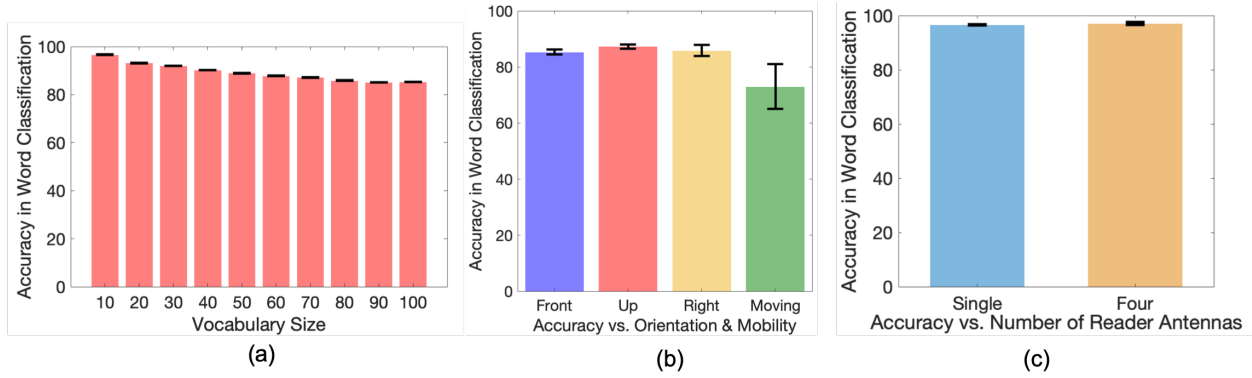 Accuracy in Word Classification
100
80
60
40
20
0
10 20 30 40 50 60 70 80 90 100
Vocabulary Size
(a)
Accuracy in Word Classification
100
80
60
40
20
0
Front Up Right Moving
Accuracy vs. Orientation & Mobility
(b)
Accuracy in Word Classification
100
80
60
40
20
0
Single Four
Accuracy vs. Number of Reader Antennas
(c)